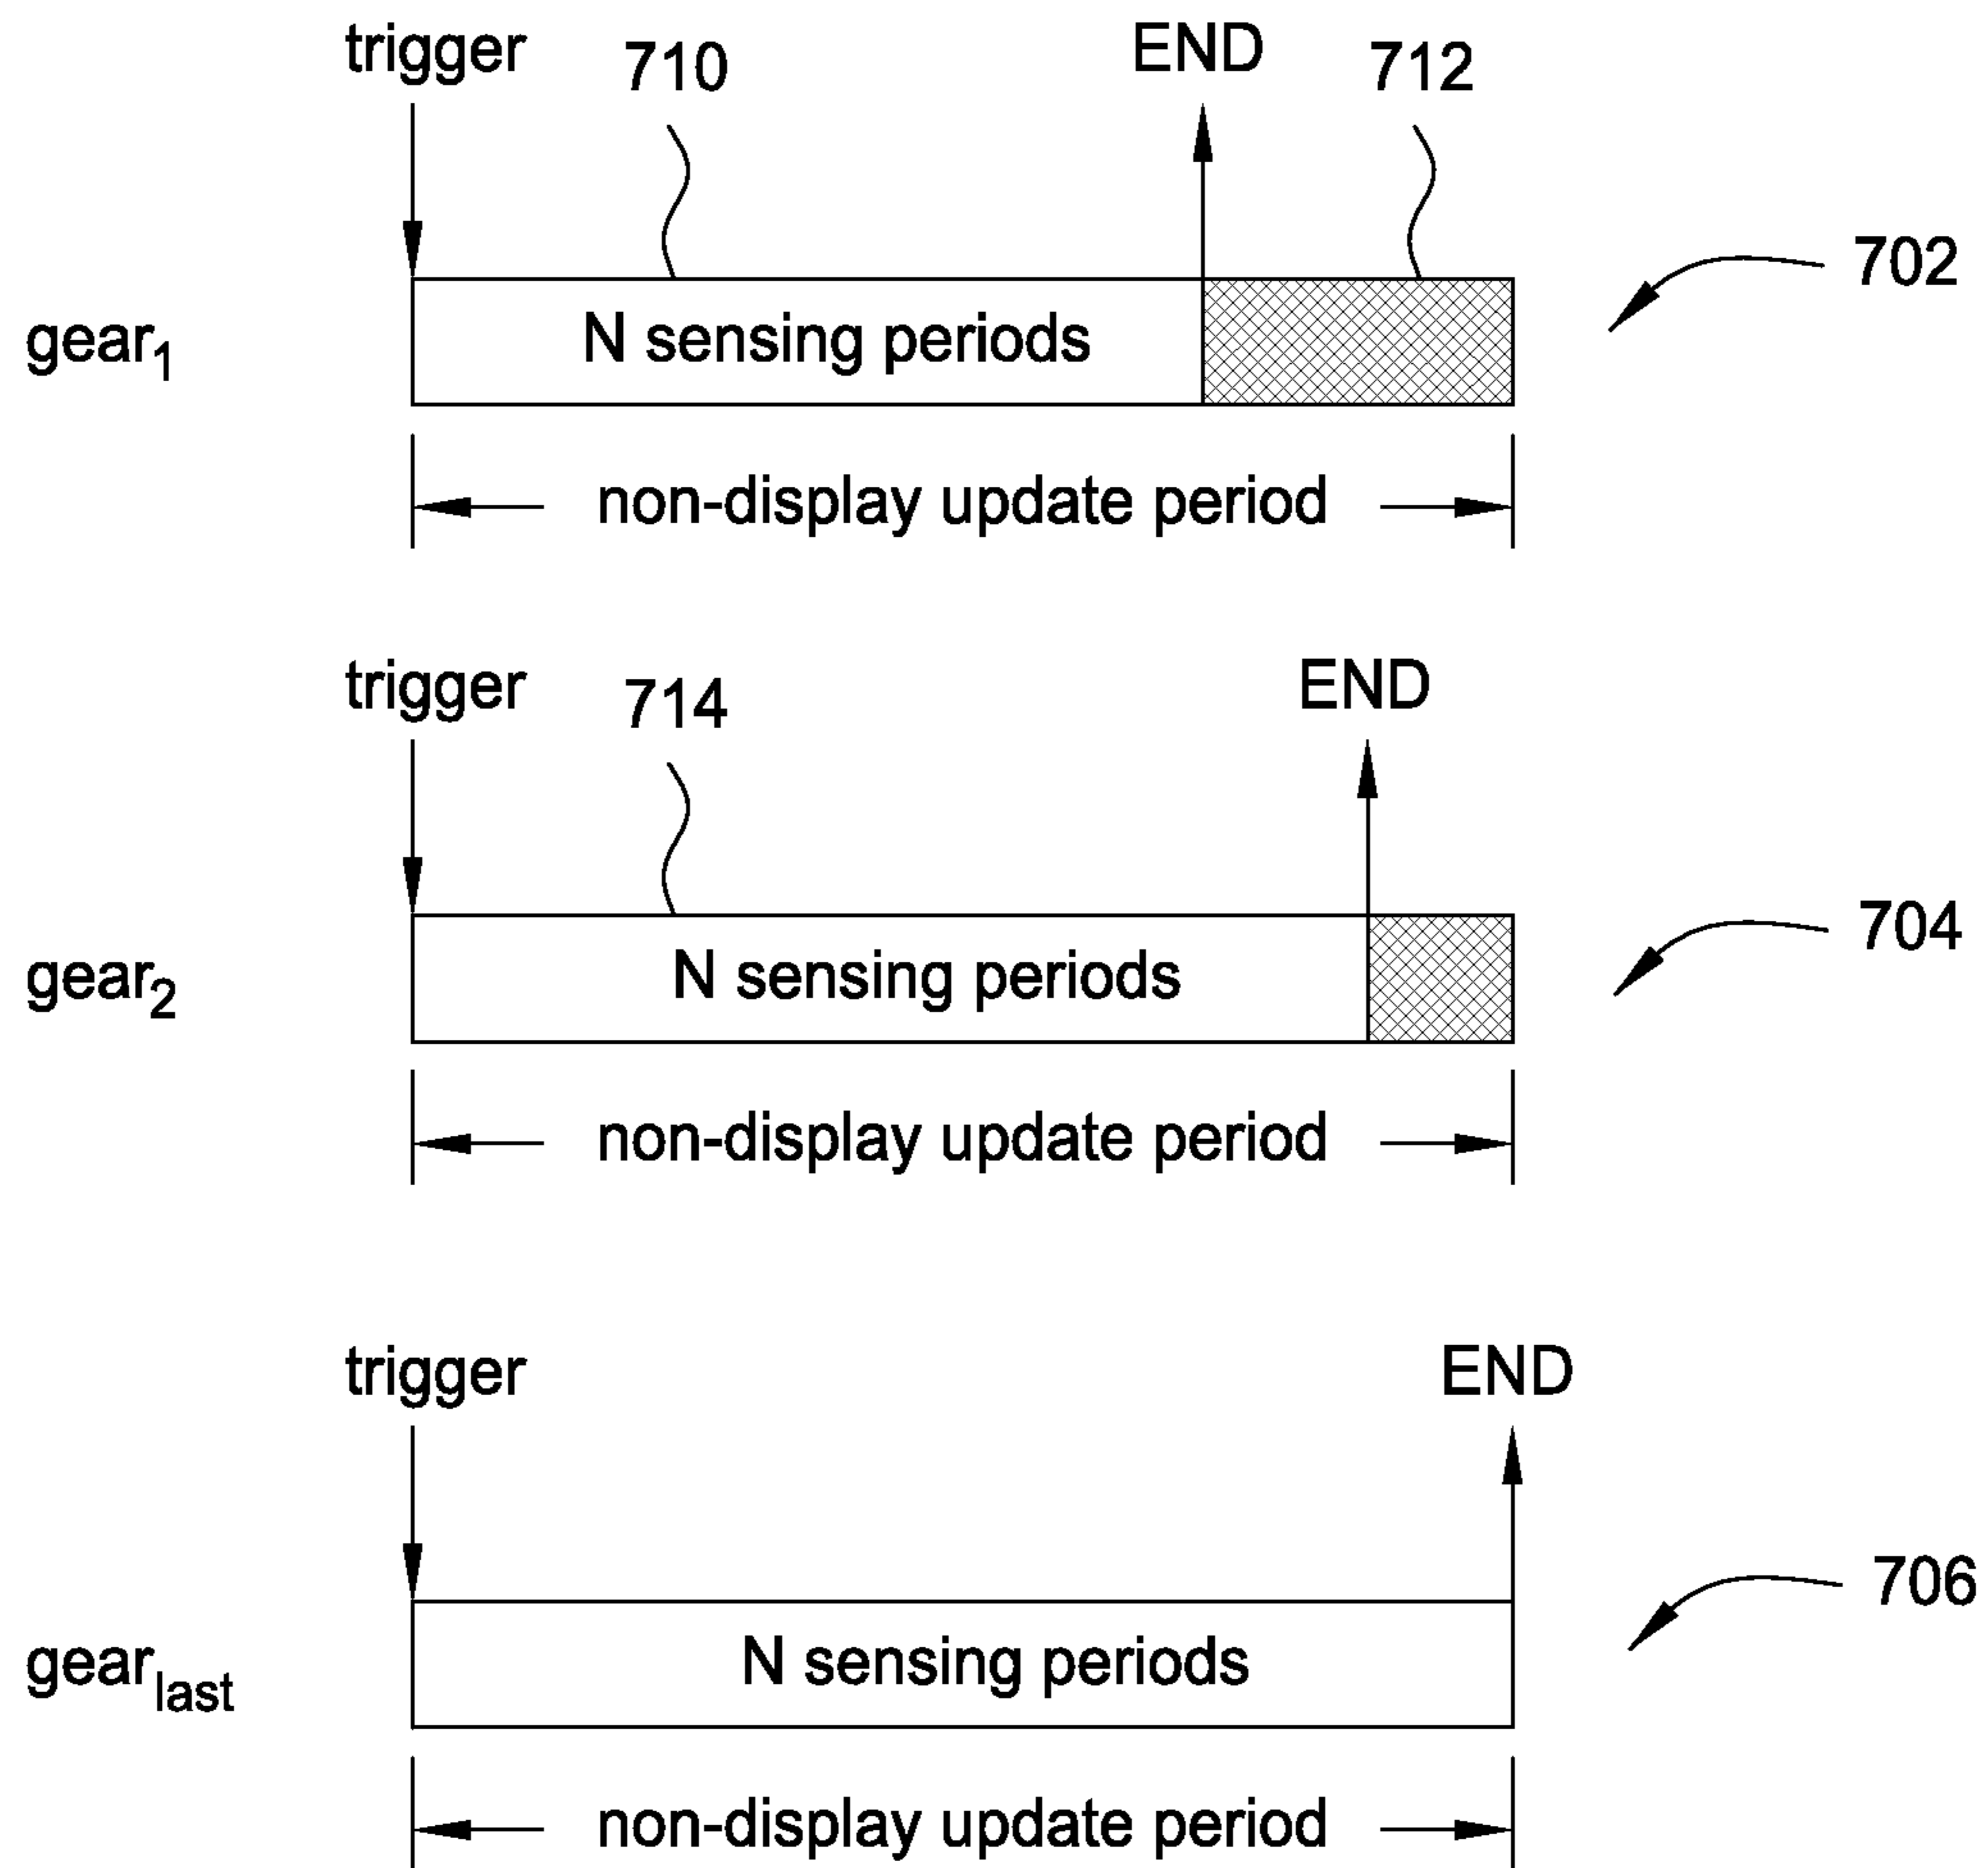 trigger 710 END 712
702
gear1 N sensing periods
non-display update period
trigger 714 END
704
gear2 N sensing periods
non-display update period
trigger END
706
gearlast N sensing periods
non-display update period